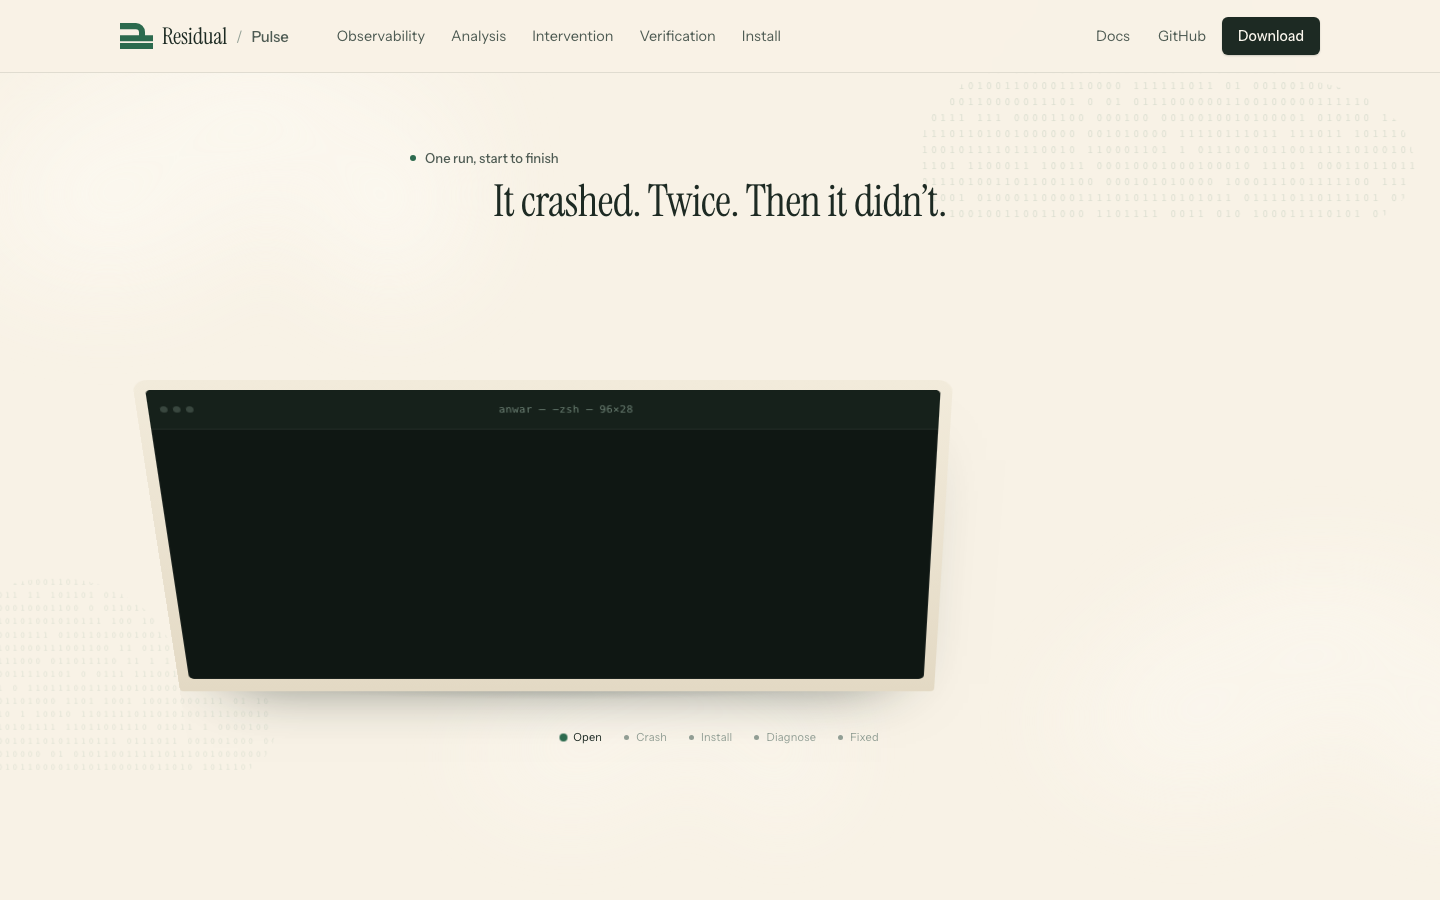 Residual / Pulse
Observability
Analysis
Intervention
Verification
Install
Docs
GitHub
Download
One run, start to finish
It crashed. Twice. Then it didn’t.
anwar — –zsh — 96×28
Open
Crash
Install
Diagnose
Fixed